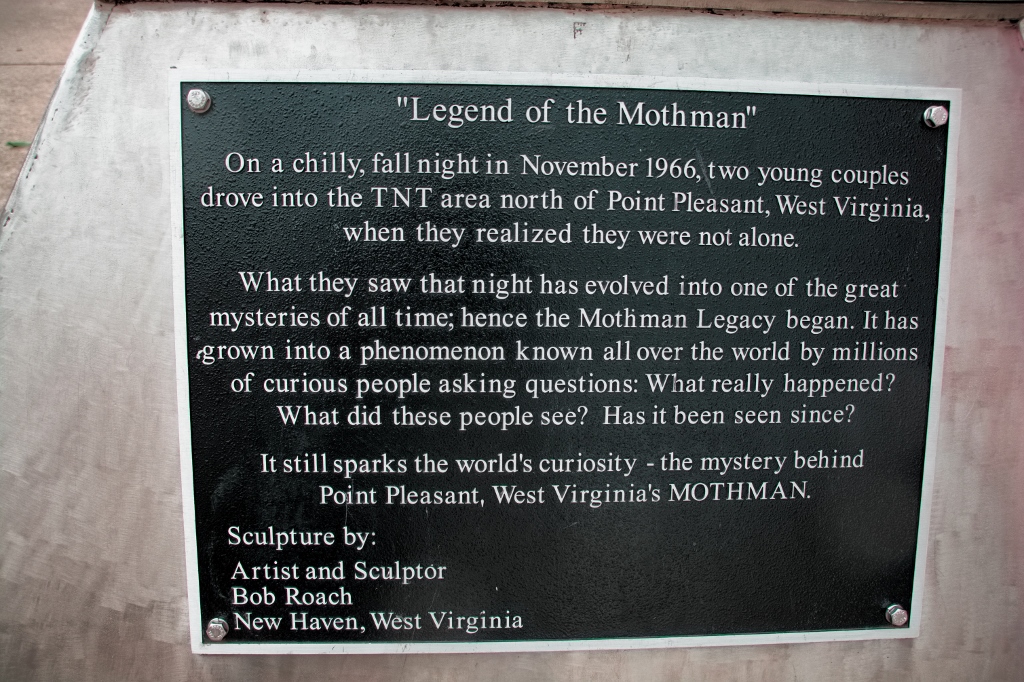 "Legend of the Mothman"
On a chilly, fall night in November 1966, two young couples
drove into the TNT area north of Point Pleasant, West Virginia,
when they realized they were not alone.
What they saw that night has evolved into one of the great
mysteries of all time; hence the Mothman Legacy began. It has
grown into a phenomenon known all over the world by millions
of curious people asking questions: What really happened?
What did these people see? Has it been seen since?
It still sparks the world's curiosity - the mystery behind
Point Pleasant, West Virginia's MOTHMAN.
Sculpture by:
Artist and Sculptor
Bob Roach
New Haven, West Virginia